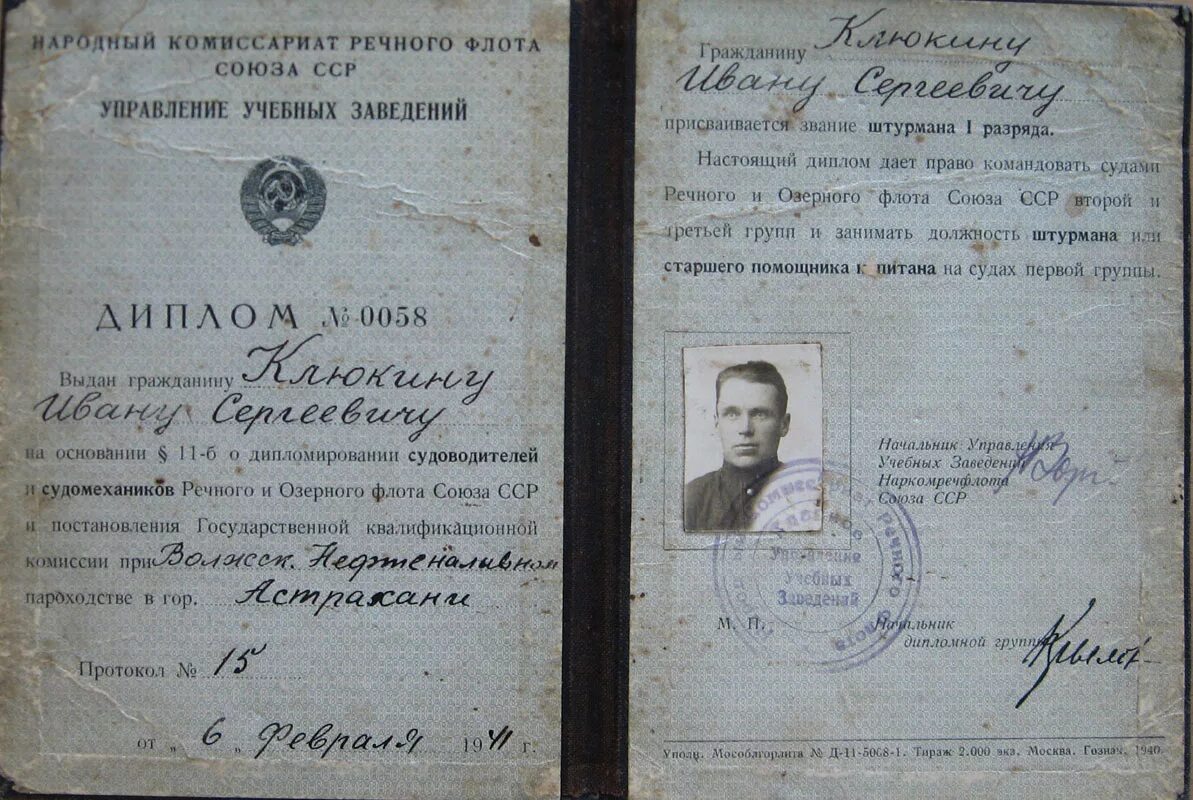 НАРОДНЫЙ КОМИССАРИАТ РЕЧНОГО ФЛОТА
СОЮЗА ССР
УПРАВЛЕНИЕ УЧЕБНЫХ ЗАВЕДЕНИЙ
ДИПЛОМ № 0058
Выдан гражданину Клюкину
Ивану Сергеевичу
на основании § 11-б о дипломировании судоводителей
и судомехаников Речного и Озерного флота Союза ССР
и постановления Государственной квалификационной
комиссии при Волжск. Нефтеналивном
пароходстве в гор. Астрахани
Протокол № 15
от „ 6 „ Февраля 1941 г.
Гражданину Клюкину
Ивану Сергеевичу
присваивается звание штурмана I разряда.
Настоящий диплом дает право командовать судами
Речного и Озерного флота Союза ССР второй и
третьей групп и занимать должность штурмана или
старшего помощника к питана на судах первой группы.
Начальник Управления
Учебных Заведений
Наркомречфлота
Союза ССР
Управление
Учебных
Заведений
М. П.
Начальник
дипломной группы
Уполн. Мособлгорлита № Д-11-5068-1. Тираж 2.000 экз. Москва. Гознак. 1940.